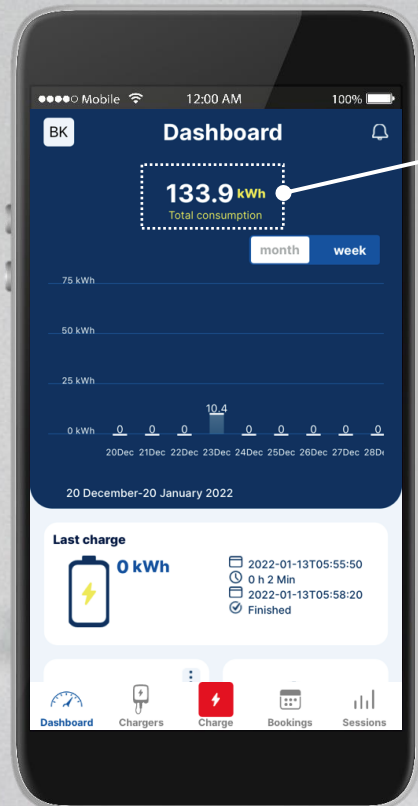 Mobile 12:00 AM 100%
BK Dashboard
133.9 kWh
Total consumption
month week
75 kWh
50 kWh
25 kWh
10.4
0 kWh 0 0 0 0 0 0 0 0
20Dec 21Dec 22Dec 23Dec 24Dec 25Dec 26Dec 27Dec 28De
20 December-20 January 2022
Last charge
0 kWh
2022-01-13T05:55:50
0 h 2 Min
2022-01-13T05:58:20
Finished
Dashboard Chargers Charge Bookings Sessions